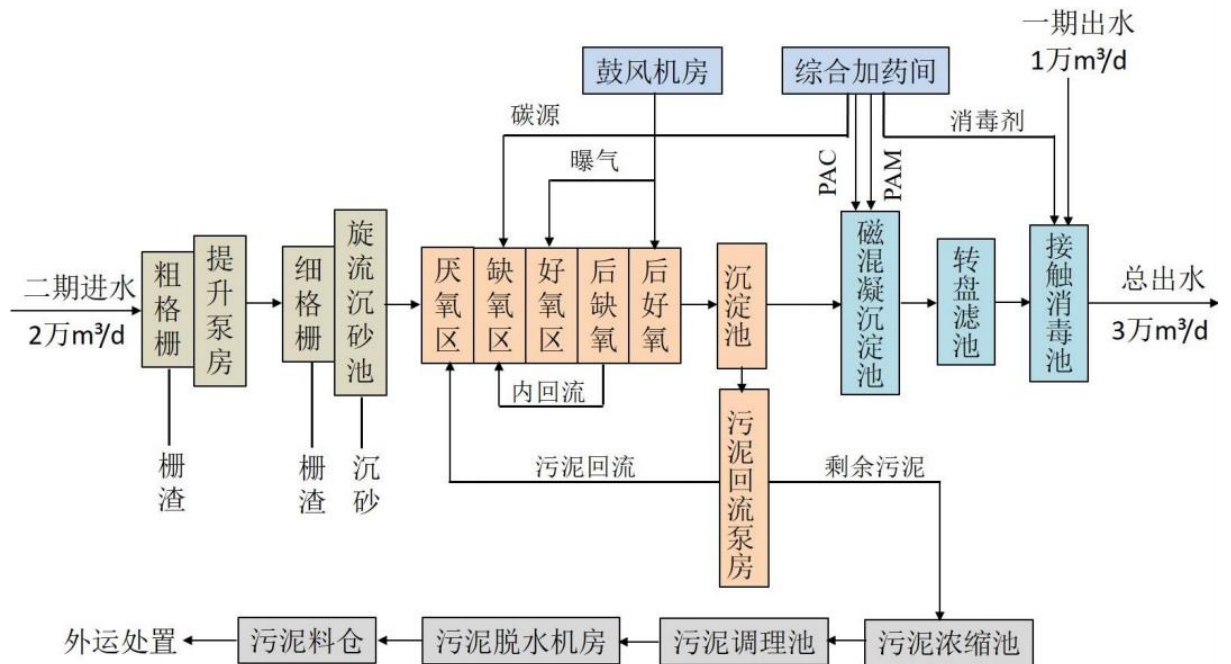 一期出水
1万m³/d
鼓风机房
综合加药间
碳源
消毒剂
曝气
PAC
PAM
二期进水
2万m³/d
粗格栅
提升泵房
细格栅
旋流沉砂池
厌氧区
缺氧区
好氧区
后缺氧
后好氧
沉淀池
磁混凝沉淀池
转盘滤池
接触消毒池
总出水
3万m³/d
内回流
栅渣
栅渣
沉砂
污泥回流
污泥回流泵房
剩余污泥
外运处置
污泥料仓
污泥脱水机房
污泥调理池
污泥浓缩池